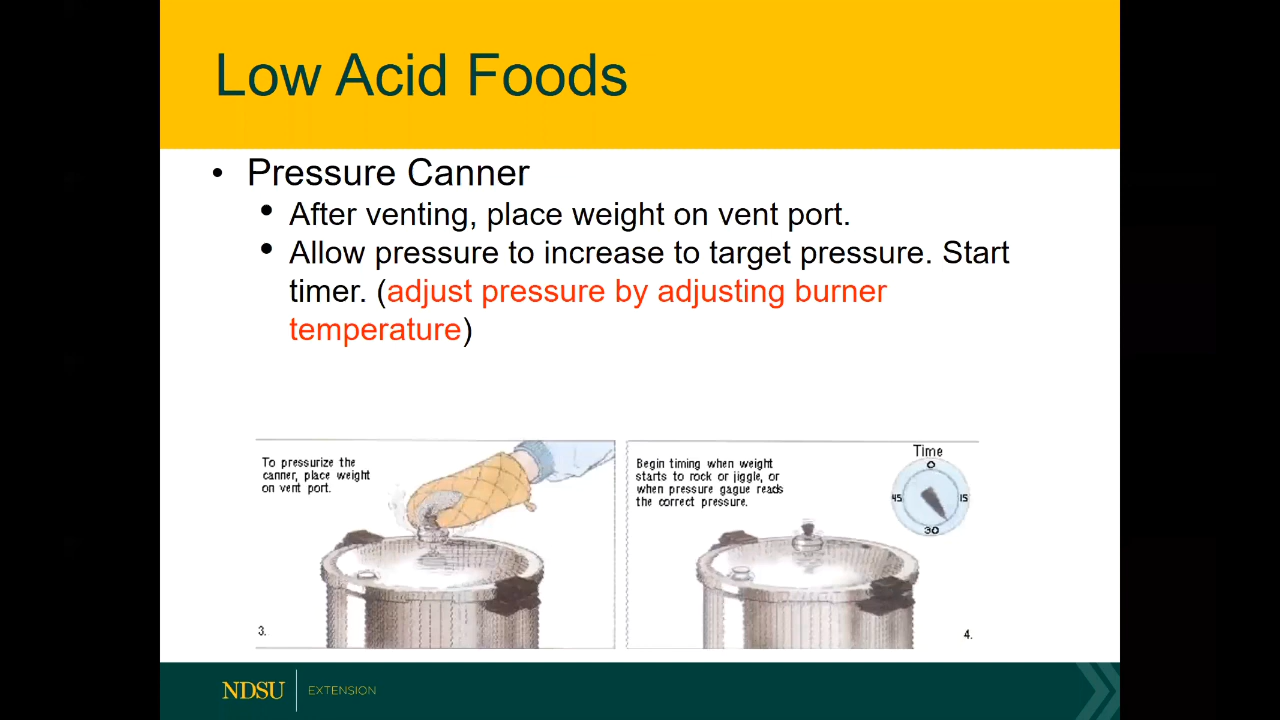 Low Acid Foods
• Pressure Canner
• After venting, place weight on vent port.
• Allow pressure to increase to target pressure. Start
timer. (adjust pressure by adjusting burner
temperature)
To pressurize the
canner, place weight
on vent port.
3.
Begin timing when weight
starts to rock or jiggle, or
when pressure gague reads
the correct pressure.
Time
0
45
15
30
4.
NDSU
EXTENSION